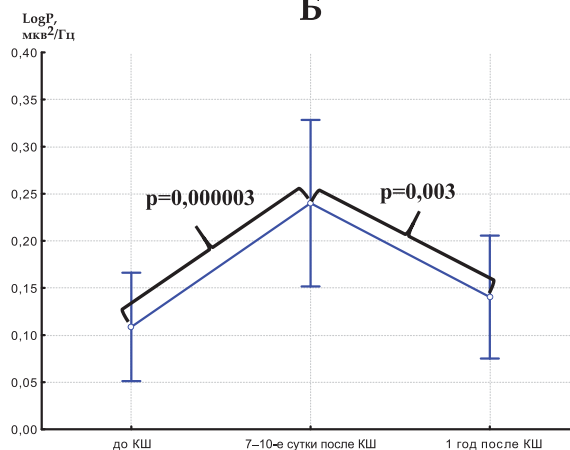 Б
LogP,
мкв²/Гц
0,40
0,35
0,30
0,25
0,20
0,15
0,10
0,05
0,00
p=0,000003
p=0,003
до КШ
7–10-е сутки после КШ
1 год после КШ